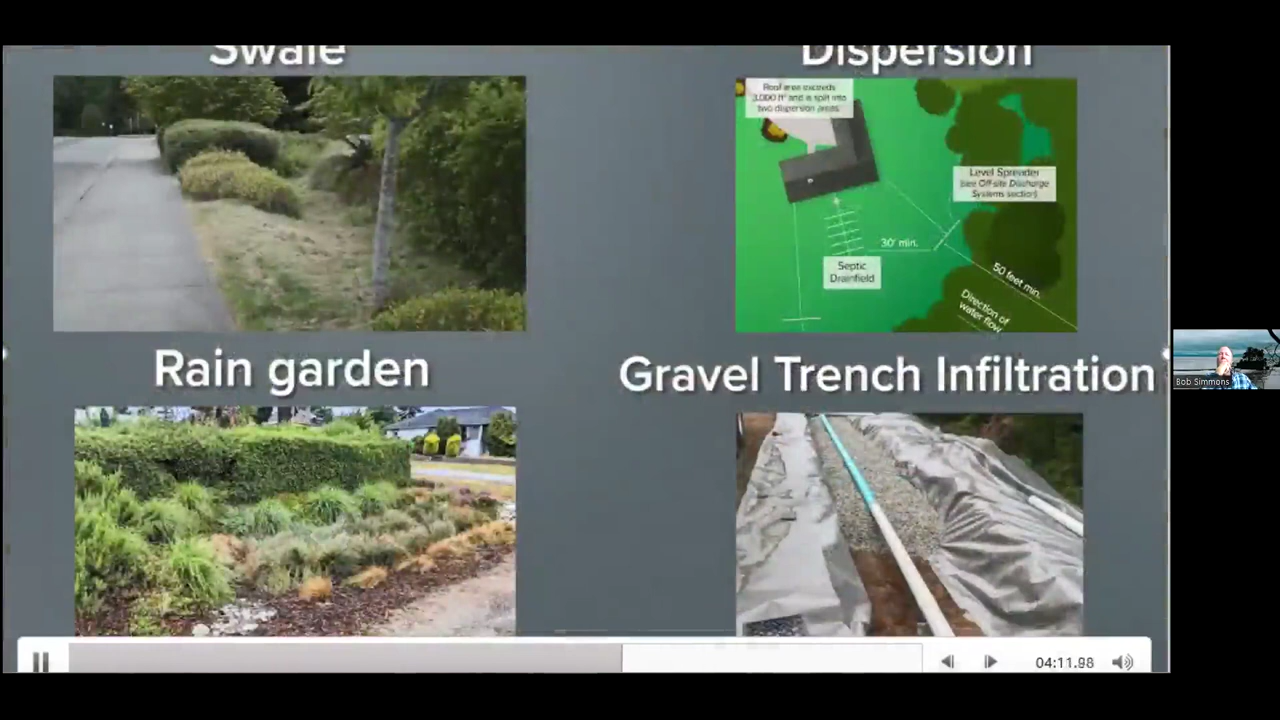 Swale
Dispersion
Roof area exceeds
3,000 ft² and is split into
two dispersion areas.
Level Spreader
(see Off-site Discharge
Systems section)
30' min.
Septic
Drainfield
50 feet min.
Direction of
water flow
Rain garden
Gravel Trench Infiltration
Bob Simmons
04:11.98